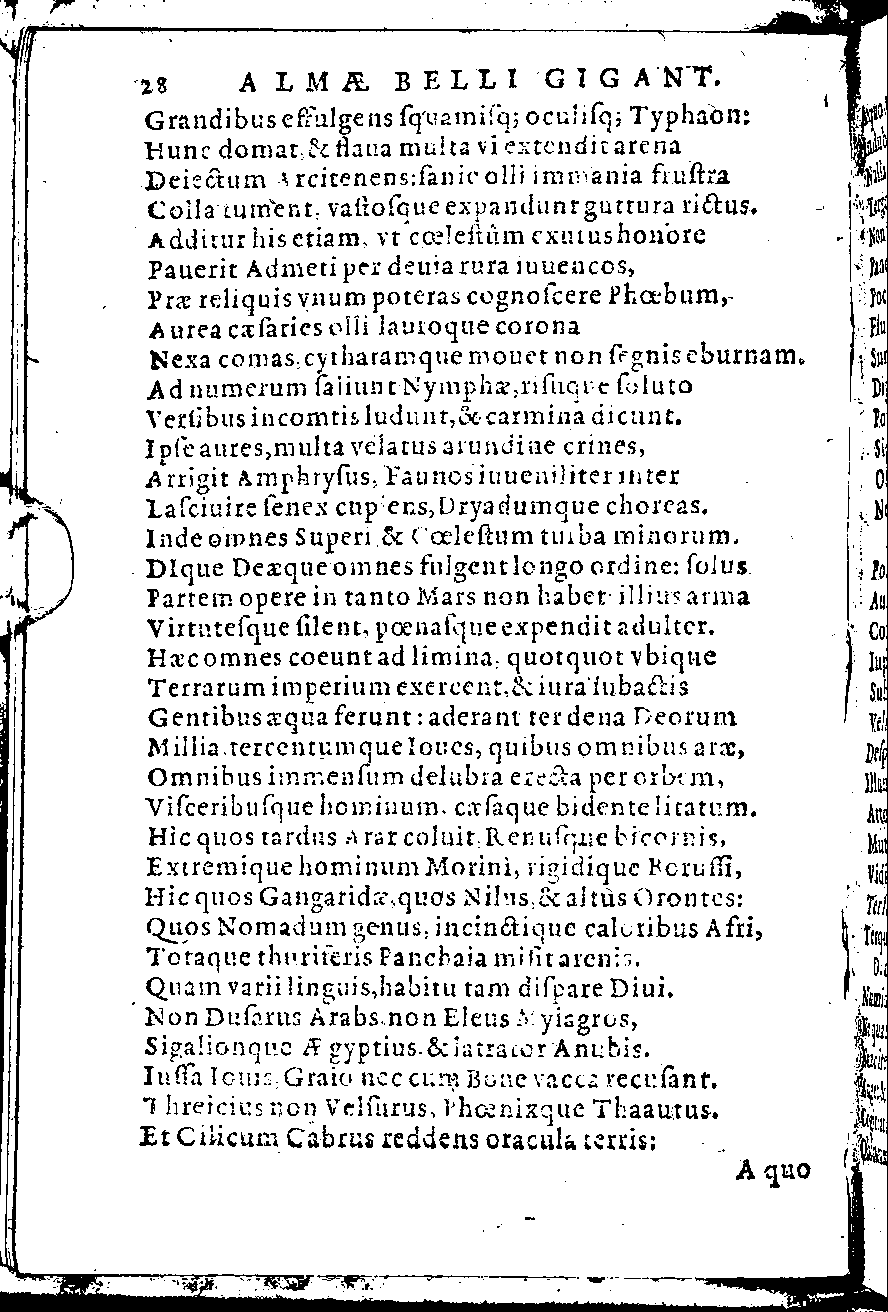 28 ALMÆ BELLI GIGANT.
Grandibus effulgens ſquamiſq; oculiſq; Typhaòn:
Hunc domat, & flaua multa vi extendit arena
Deiectum Arcitenens: ſanie olli immania fruſtra
Colla tument, vaſtoſque expandunt guttura rictus.
Additur his etiam, vt cœleſtûm exutus honore
Pauerit Admeti per deuia rura iuuencos,
Præ reliquis vnum poteras cognoſcere Phœbum,
Aurea cæſaries olli lauroque corona
Nexa comas, cytharamque mouet non ſegnis eburnam.
Ad numerum ſaliunt Nymphæ, riſuque ſoluto
Verſibus incomtis ludunt, & carmina dicunt.
Ipſe aures, multa velatus arundine crines,
Arrigit Amphryſus, Faunos iuueniliter inter
Laſciuire ſenex cupiens, Dryadumque choreas.
Inde omnes Superi & Cœleſtum turba minorum.
DIque Deæque omnes fulgent longo ordine: ſolus
Partem opere in tanto Mars non habet illius arma
Virtuteſque ſilent, pœnaſque expendit adulter.
Hæc omnes coeunt ad limina, quotquot vbique
Terrarum imperium exercent, & iura ſubactis
Gentibus æqua ferunt: aderant ter dena Deorum
Millia, tercentumque Ioues, quibus omnibus aræ,
Omnibus immenſum delubra erecta per orbem,
Viſceribuſque hominum, cæſaque bidente litatum.
Hic quos tardus Arar coluit, Renuſque bicornis,
Extremique hominum Morini, rigidique Boruſſi,
Hic quos Gangaridæ, quos Nilus, & altus Orontes:
Quos Nomadum genus, incinctique caloribus Afri,
Totaque thuriferis Panchaia miſit arenis.
Quam varii linguis, habitu tam diſpare Diui.
Non Duſarus Arabs, non Eleus Myiagros,
Sigalionque Ægyptius, & latrator Anubis.
Iuſſa Iouis, Graio nec cum Boue vacca recuſant.
Threicius non Velſurus, Phœnixque Thaautus.
Et Cilicum Cabrus reddens oracula terris:
A quo